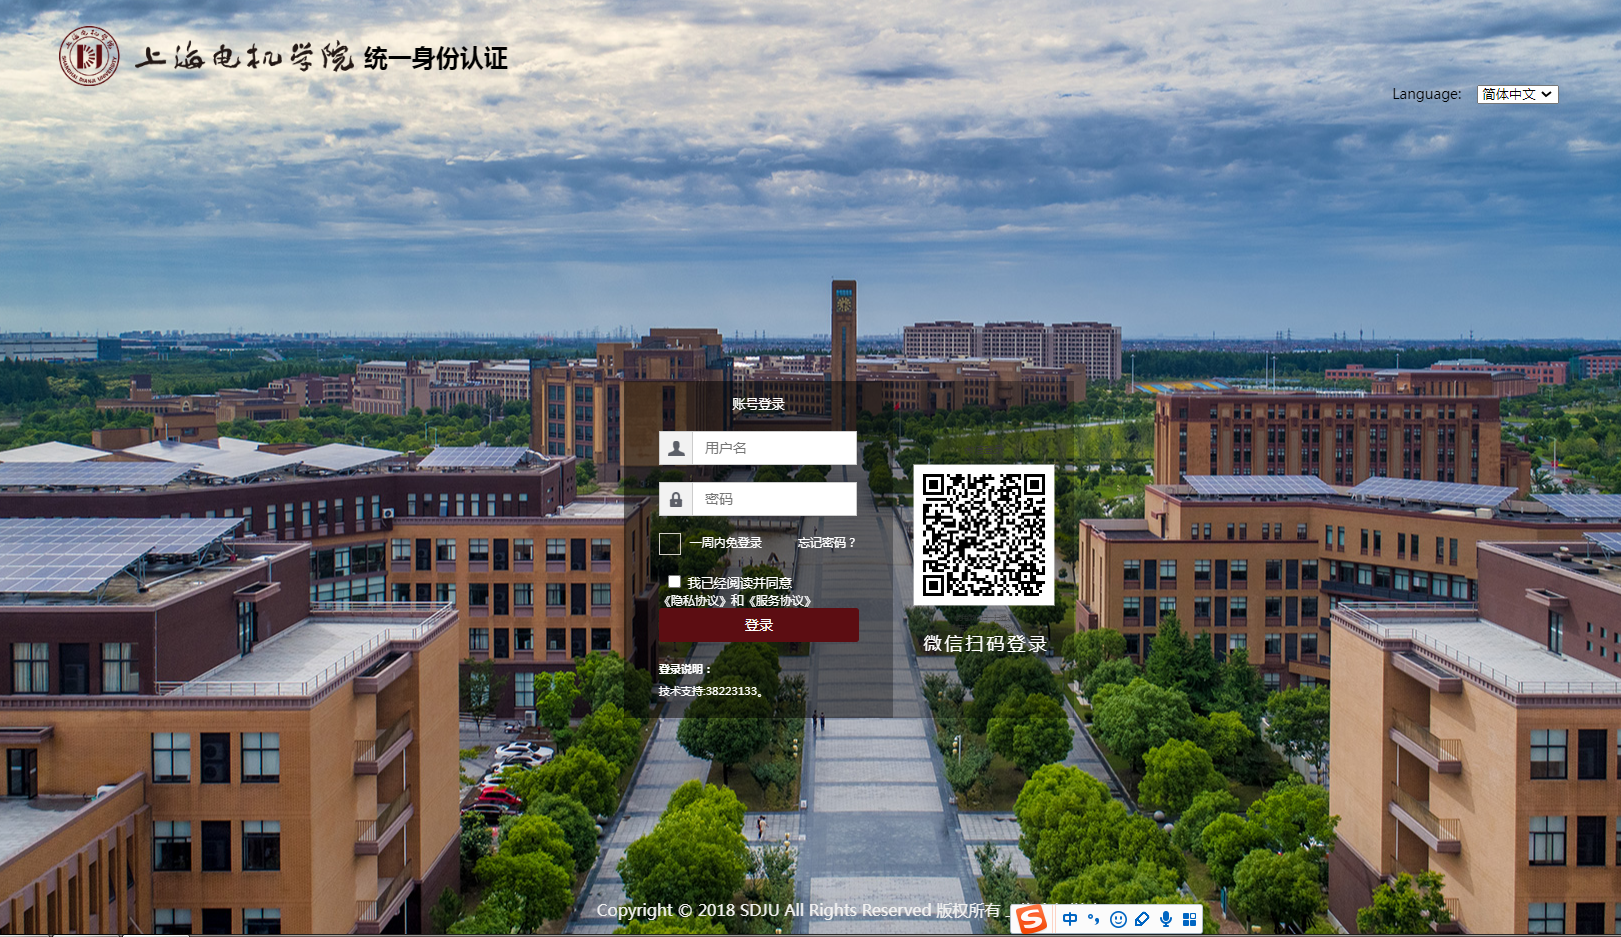 上海电机学院 统一身份认证
SHANGHAI DIANJI UNIVERSITY
Language: 简体中文
账号登录
用户名
密码
一周内免登录 忘记密码？
我已经阅读并同意
《隐私协议》和《服务协议》
登录
微信扫码登录
登录说明：
技术支持:38223133。
Copyright © 2018 SDJU All Rights Reserved 版权所有
中